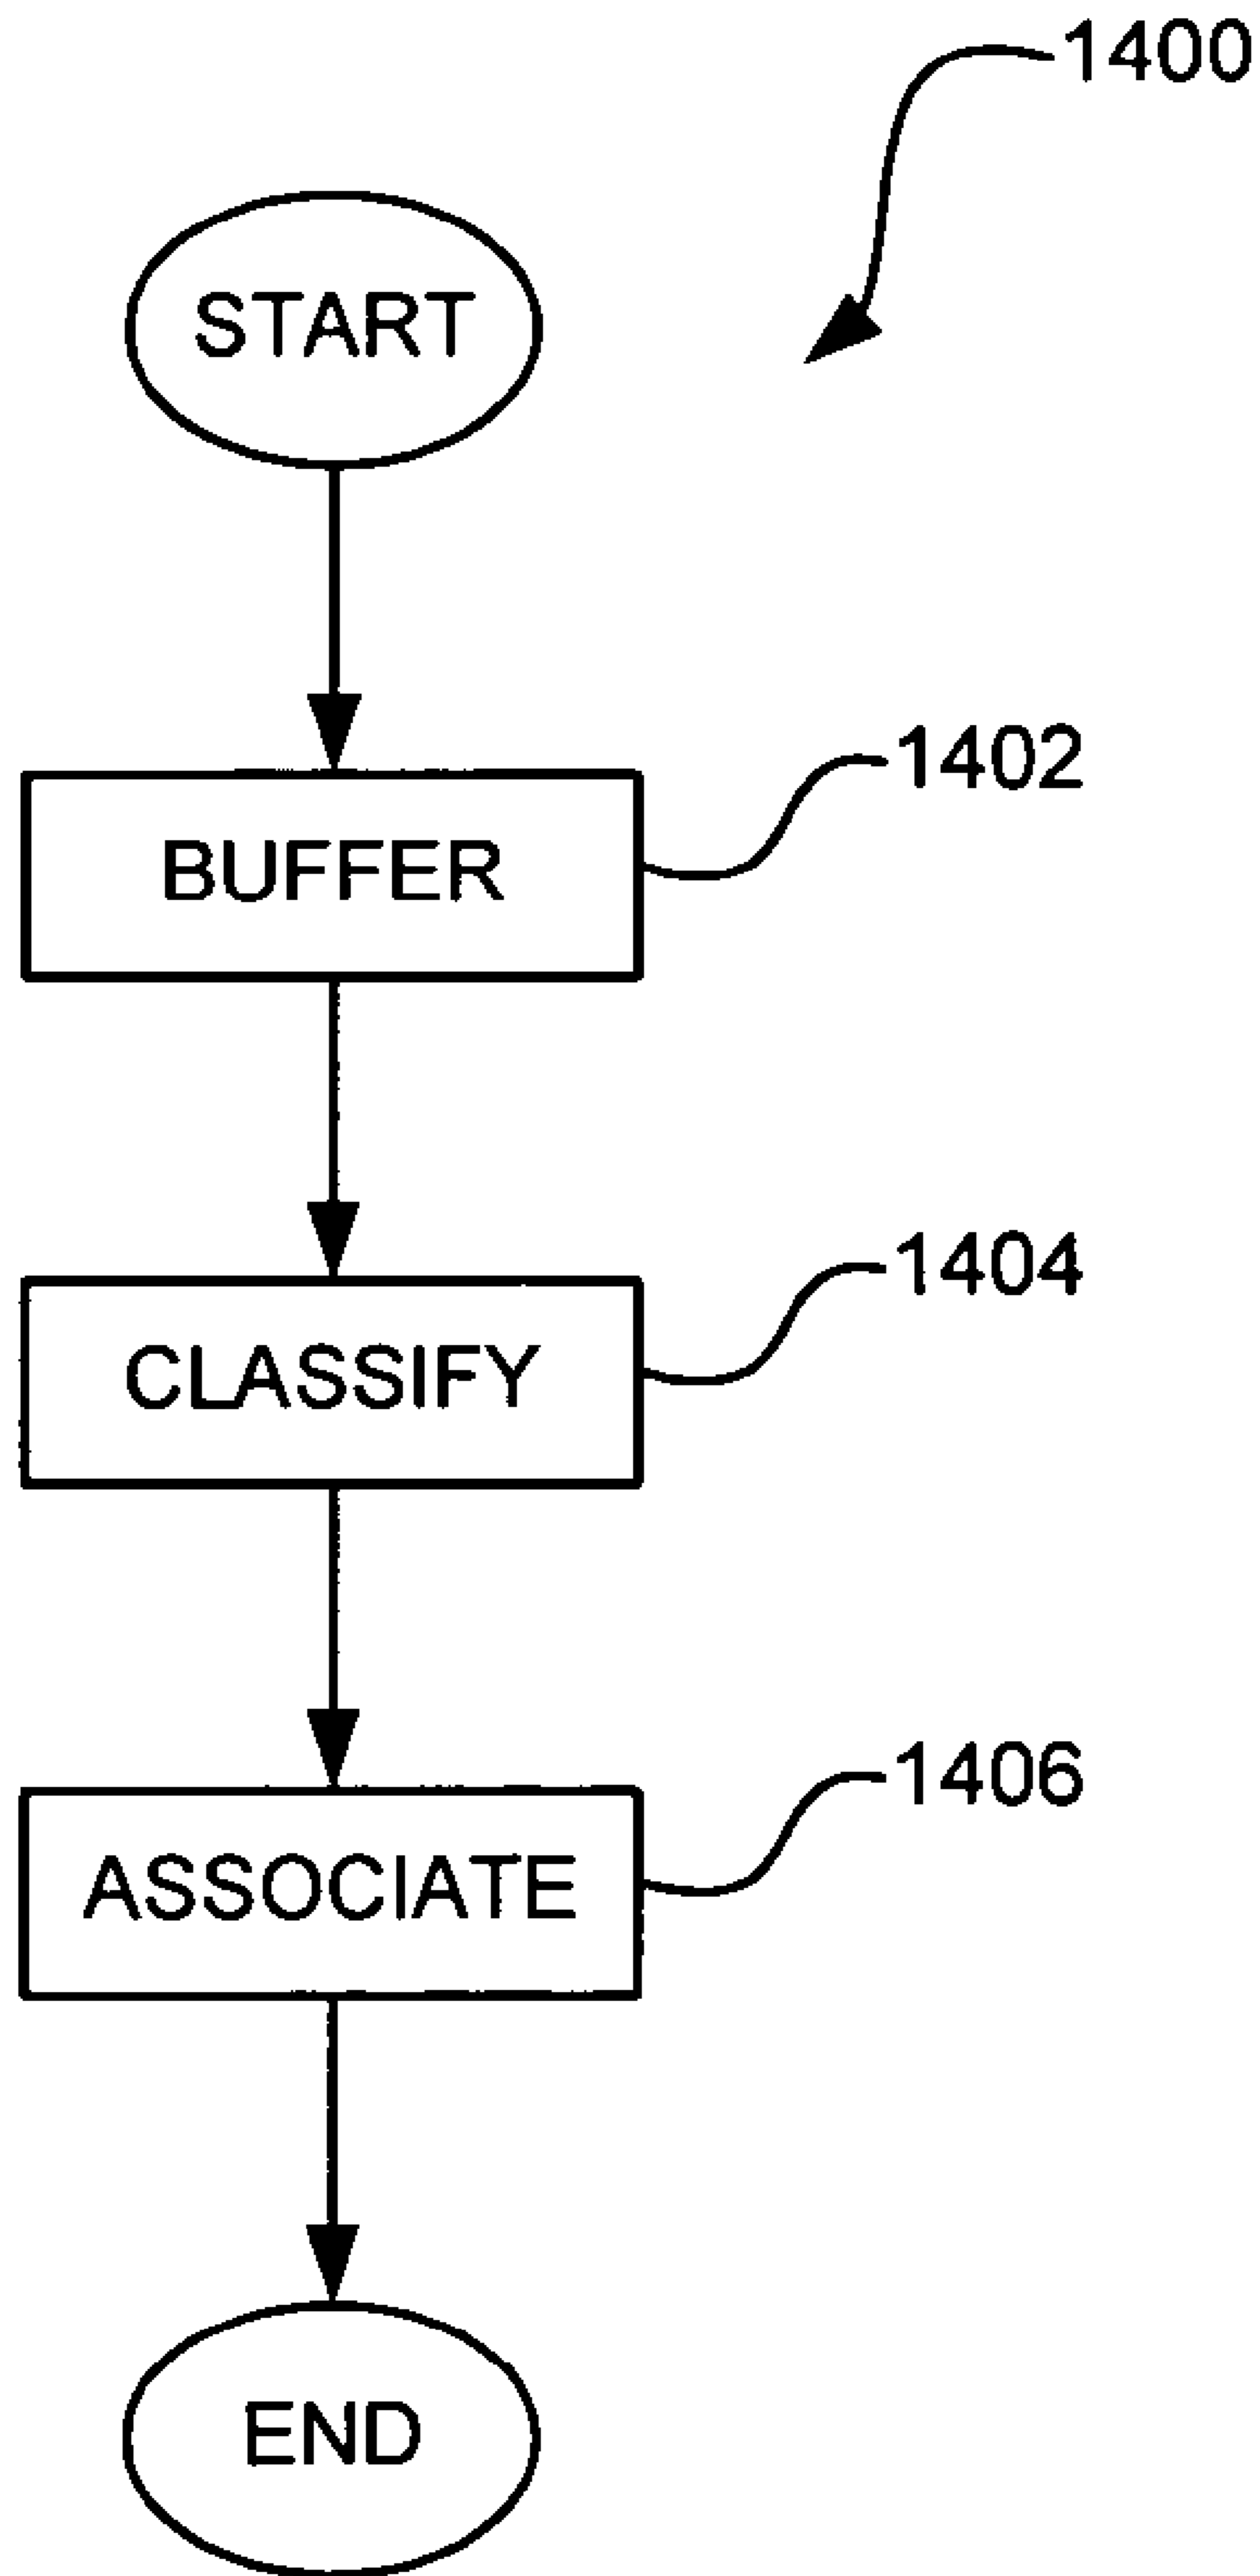 1400
START
1402
BUFFER
1404
CLASSIFY
1406
ASSOCIATE
END